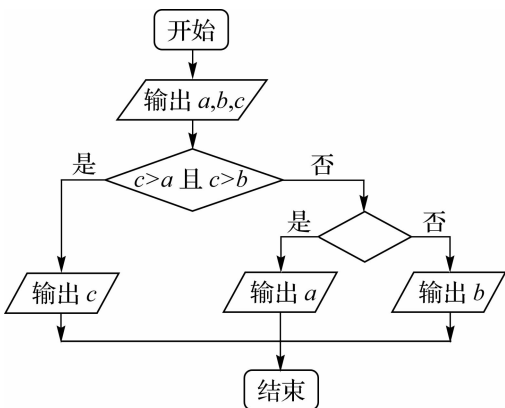 开始
输出 a,b,c
是
c>a 且 c>b
否
是
否
输出 c
输出 a
输出 b
结束